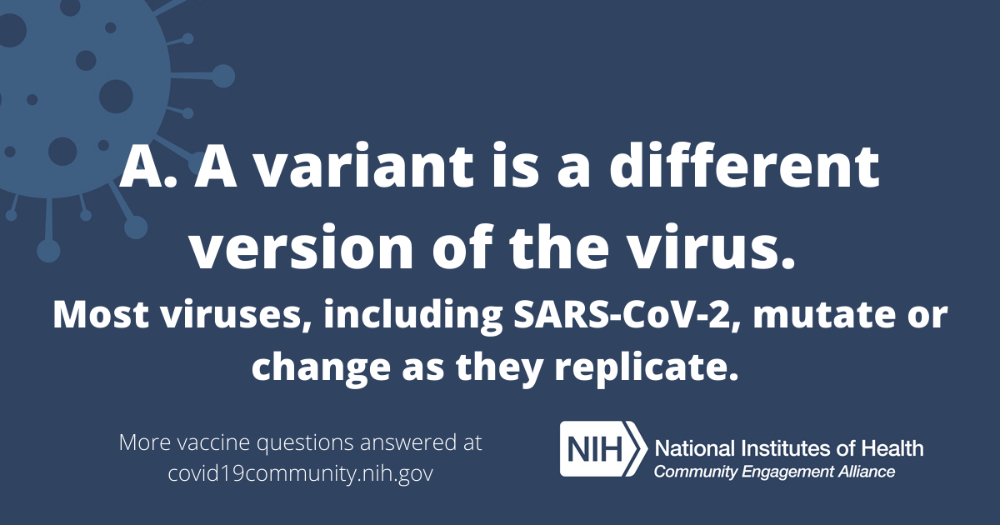 A. A variant is a different
version of the virus.
Most viruses, including SARS-CoV-2, mutate or
change as they replicate.
More vaccine questions answered at
covid19community.nih.gov
NIH National Institutes of Health
Community Engagement Alliance